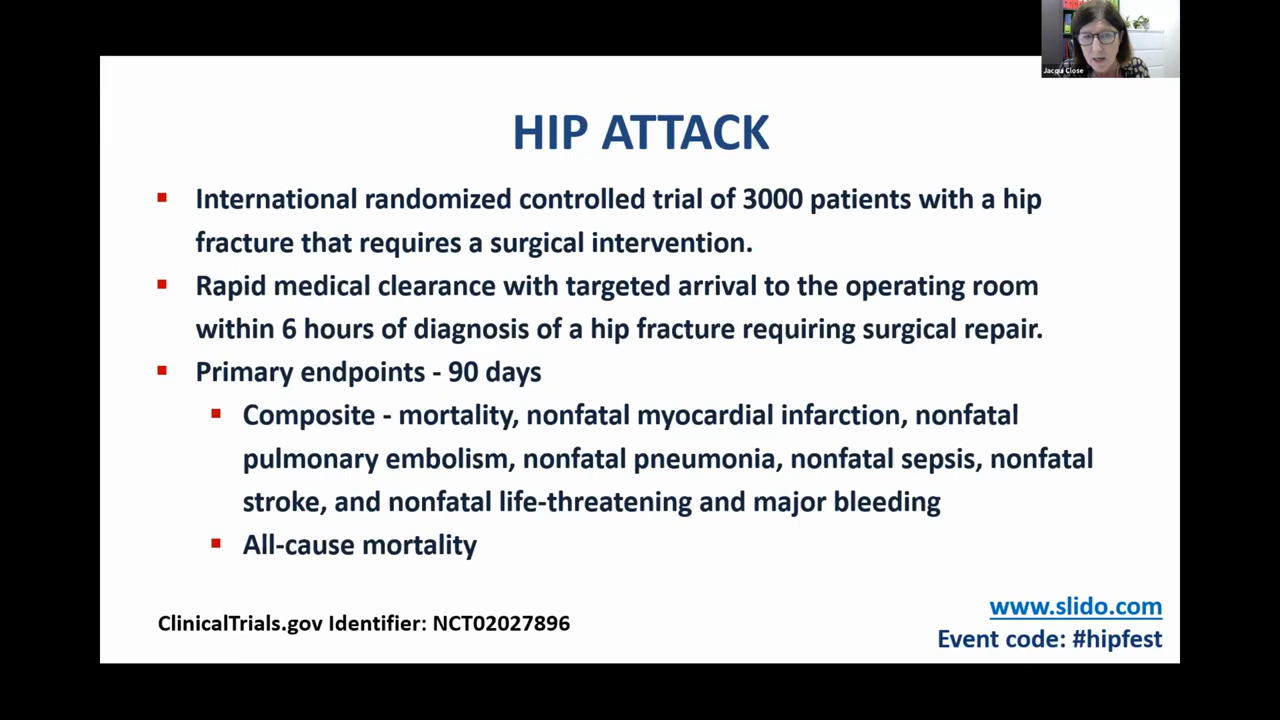 Jacqui Close
HIP ATTACK
▪ International randomized controlled trial of 3000 patients with a hip
fracture that requires a surgical intervention.
▪ Rapid medical clearance with targeted arrival to the operating room
within 6 hours of diagnosis of a hip fracture requiring surgical repair.
▪ Primary endpoints - 90 days
▪ Composite - mortality, nonfatal myocardial infarction, nonfatal
pulmonary embolism, nonfatal pneumonia, nonfatal sepsis, nonfatal
stroke, and nonfatal life-threatening and major bleeding
▪ All-cause mortality
ClinicalTrials.gov Identifier: NCT02027896
www.slido.com
Event code: #hipfest